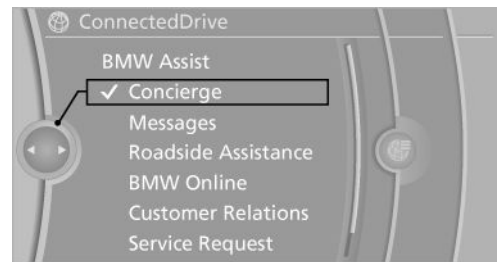 ConnectedDrive
BMW Assist
Concierge
Messages
Roadside Assistance
BMW Online
Customer Relations
Service Request